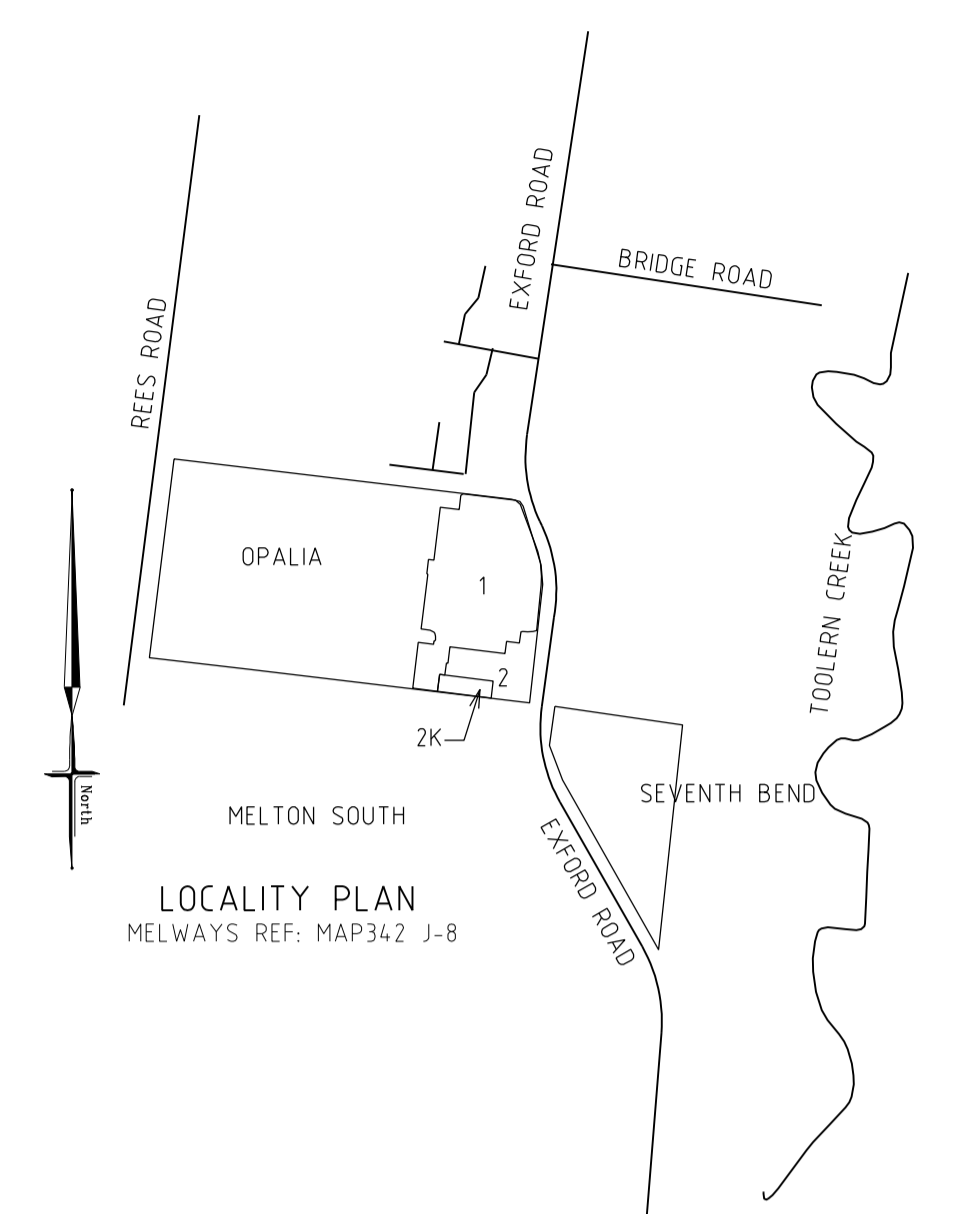 EXFORD ROAD
BRIDGE ROAD
REES ROAD
OPALIA
1
TOOLERN CREEK
2
2K
SEVENTH BEND
North
MELTON SOUTH
EXFORD ROAD
LOCALITY PLAN
MELWAYS REF: MAP342 J-8